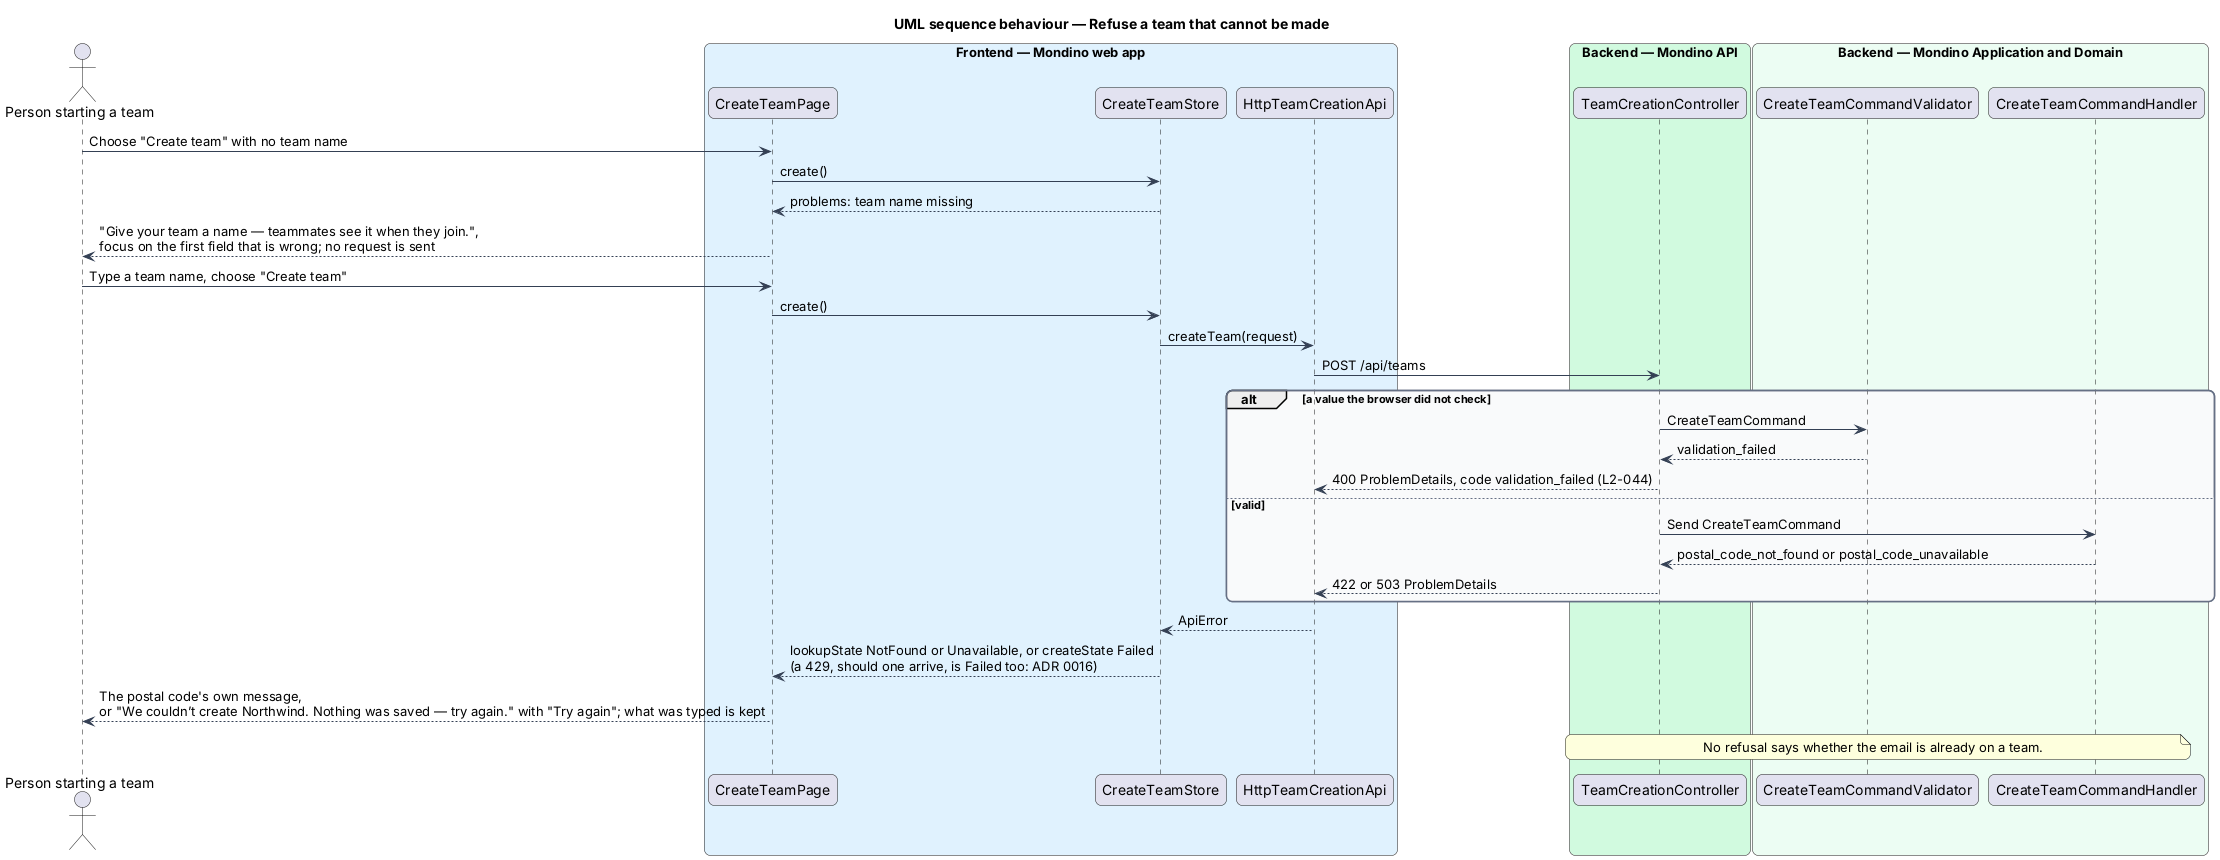 UML sequence behaviour — Refuse a team that cannot be made
Frontend — Mondino web app
Backend — Mondino API
Backend — Mondino Application and Domain
Person starting a team
CreateTeamPage
CreateTeamStore
HttpTeamCreationApi
TeamCreationController
CreateTeamCommandValidator
CreateTeamCommandHandler
Choose "Create team" with no team name
create()
problems: team name missing
"Give your team a name — teammates see it when they join.",
focus on the first field that is wrong; no request is sent
Type a team name, choose "Create team"
create()
createTeam(request)
POST /api/teams
alt
[a value the browser did not check]
CreateTeamCommand
validation_failed
400 ProblemDetails, code validation_failed (L2-044)
[valid]
Send CreateTeamCommand
postal_code_not_found or postal_code_unavailable
422 or 503 ProblemDetails
ApiError
lookupState NotFound or Unavailable, or createState Failed
(a 429, should one arrive, is Failed too: ADR 0016)
The postal code's own message,
or "We couldn’t create Northwind. Nothing was saved — try again." with "Try again"; what was typed is kept
No refusal says whether the email is already on a team.
Person starting a team
CreateTeamPage
CreateTeamStore
HttpTeamCreationApi
TeamCreationController
CreateTeamCommandValidator
CreateTeamCommandHandler